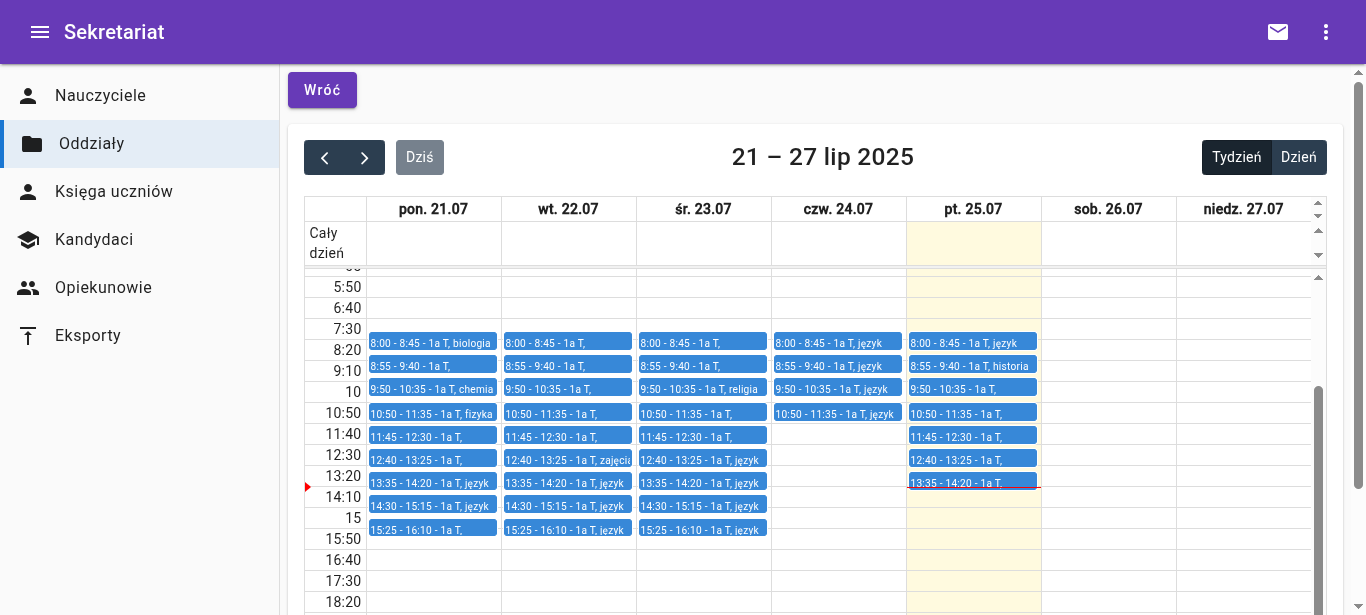 Sekretariat
Nauczyciele
Oddziały
Księga uczniów
Kandydaci
Opiekunowie
Eksporty
Wróć
Dziś
21 – 27 lip 2025
Tydzień Dzień
pon. 21.07 wt. 22.07 śr. 23.07 czw. 24.07 pt. 25.07 sob. 26.07 niedz. 27.07
Cały
dzień
5:50
6:40
7:30
8:00 - 8:45 - 1a T, biologia 8:00 - 8:45 - 1a T, 8:00 - 8:45 - 1a T, 8:00 - 8:45 - 1a T, język 8:00 - 8:45 - 1a T, język
8:20
8:55 - 9:40 - 1a T, 8:55 - 9:40 - 1a T, 8:55 - 9:40 - 1a T, 8:55 - 9:40 - 1a T, język 8:55 - 9:40 - 1a T, historia
9:10
9:50 - 10:35 - 1a T, chemia 9:50 - 10:35 - 1a T, 9:50 - 10:35 - 1a T, religia 9:50 - 10:35 - 1a T, język 9:50 - 10:35 - 1a T,
10
10:50 10:50 - 11:35 - 1a T, fizyka 10:50 - 11:35 - 1a T, 10:50 - 11:35 - 1a T, 10:50 - 11:35 - 1a T, język 10:50 - 11:35 - 1a T,
11:40 11:45 - 12:30 - 1a T, 11:45 - 12:30 - 1a T, 11:45 - 12:30 - 1a T, 11:45 - 12:30 - 1a T,
12:30 12:40 - 13:25 - 1a T, 12:40 - 13:25 - 1a T, zajęcia 12:40 - 13:25 - 1a T, język 12:40 - 13:25 - 1a T,
13:20 13:35 - 14:20 - 1a T, język 13:35 - 14:20 - 1a T, język 13:35 - 14:20 - 1a T, język 13:35 - 14:20 - 1a T,
14:10 14:30 - 15:15 - 1a T, język 14:30 - 15:15 - 1a T, język 14:30 - 15:15 - 1a T, język
15 15:25 - 16:10 - 1a T, 15:25 - 16:10 - 1a T, język 15:25 - 16:10 - 1a T, język
15:50
16:40
17:30
18:20